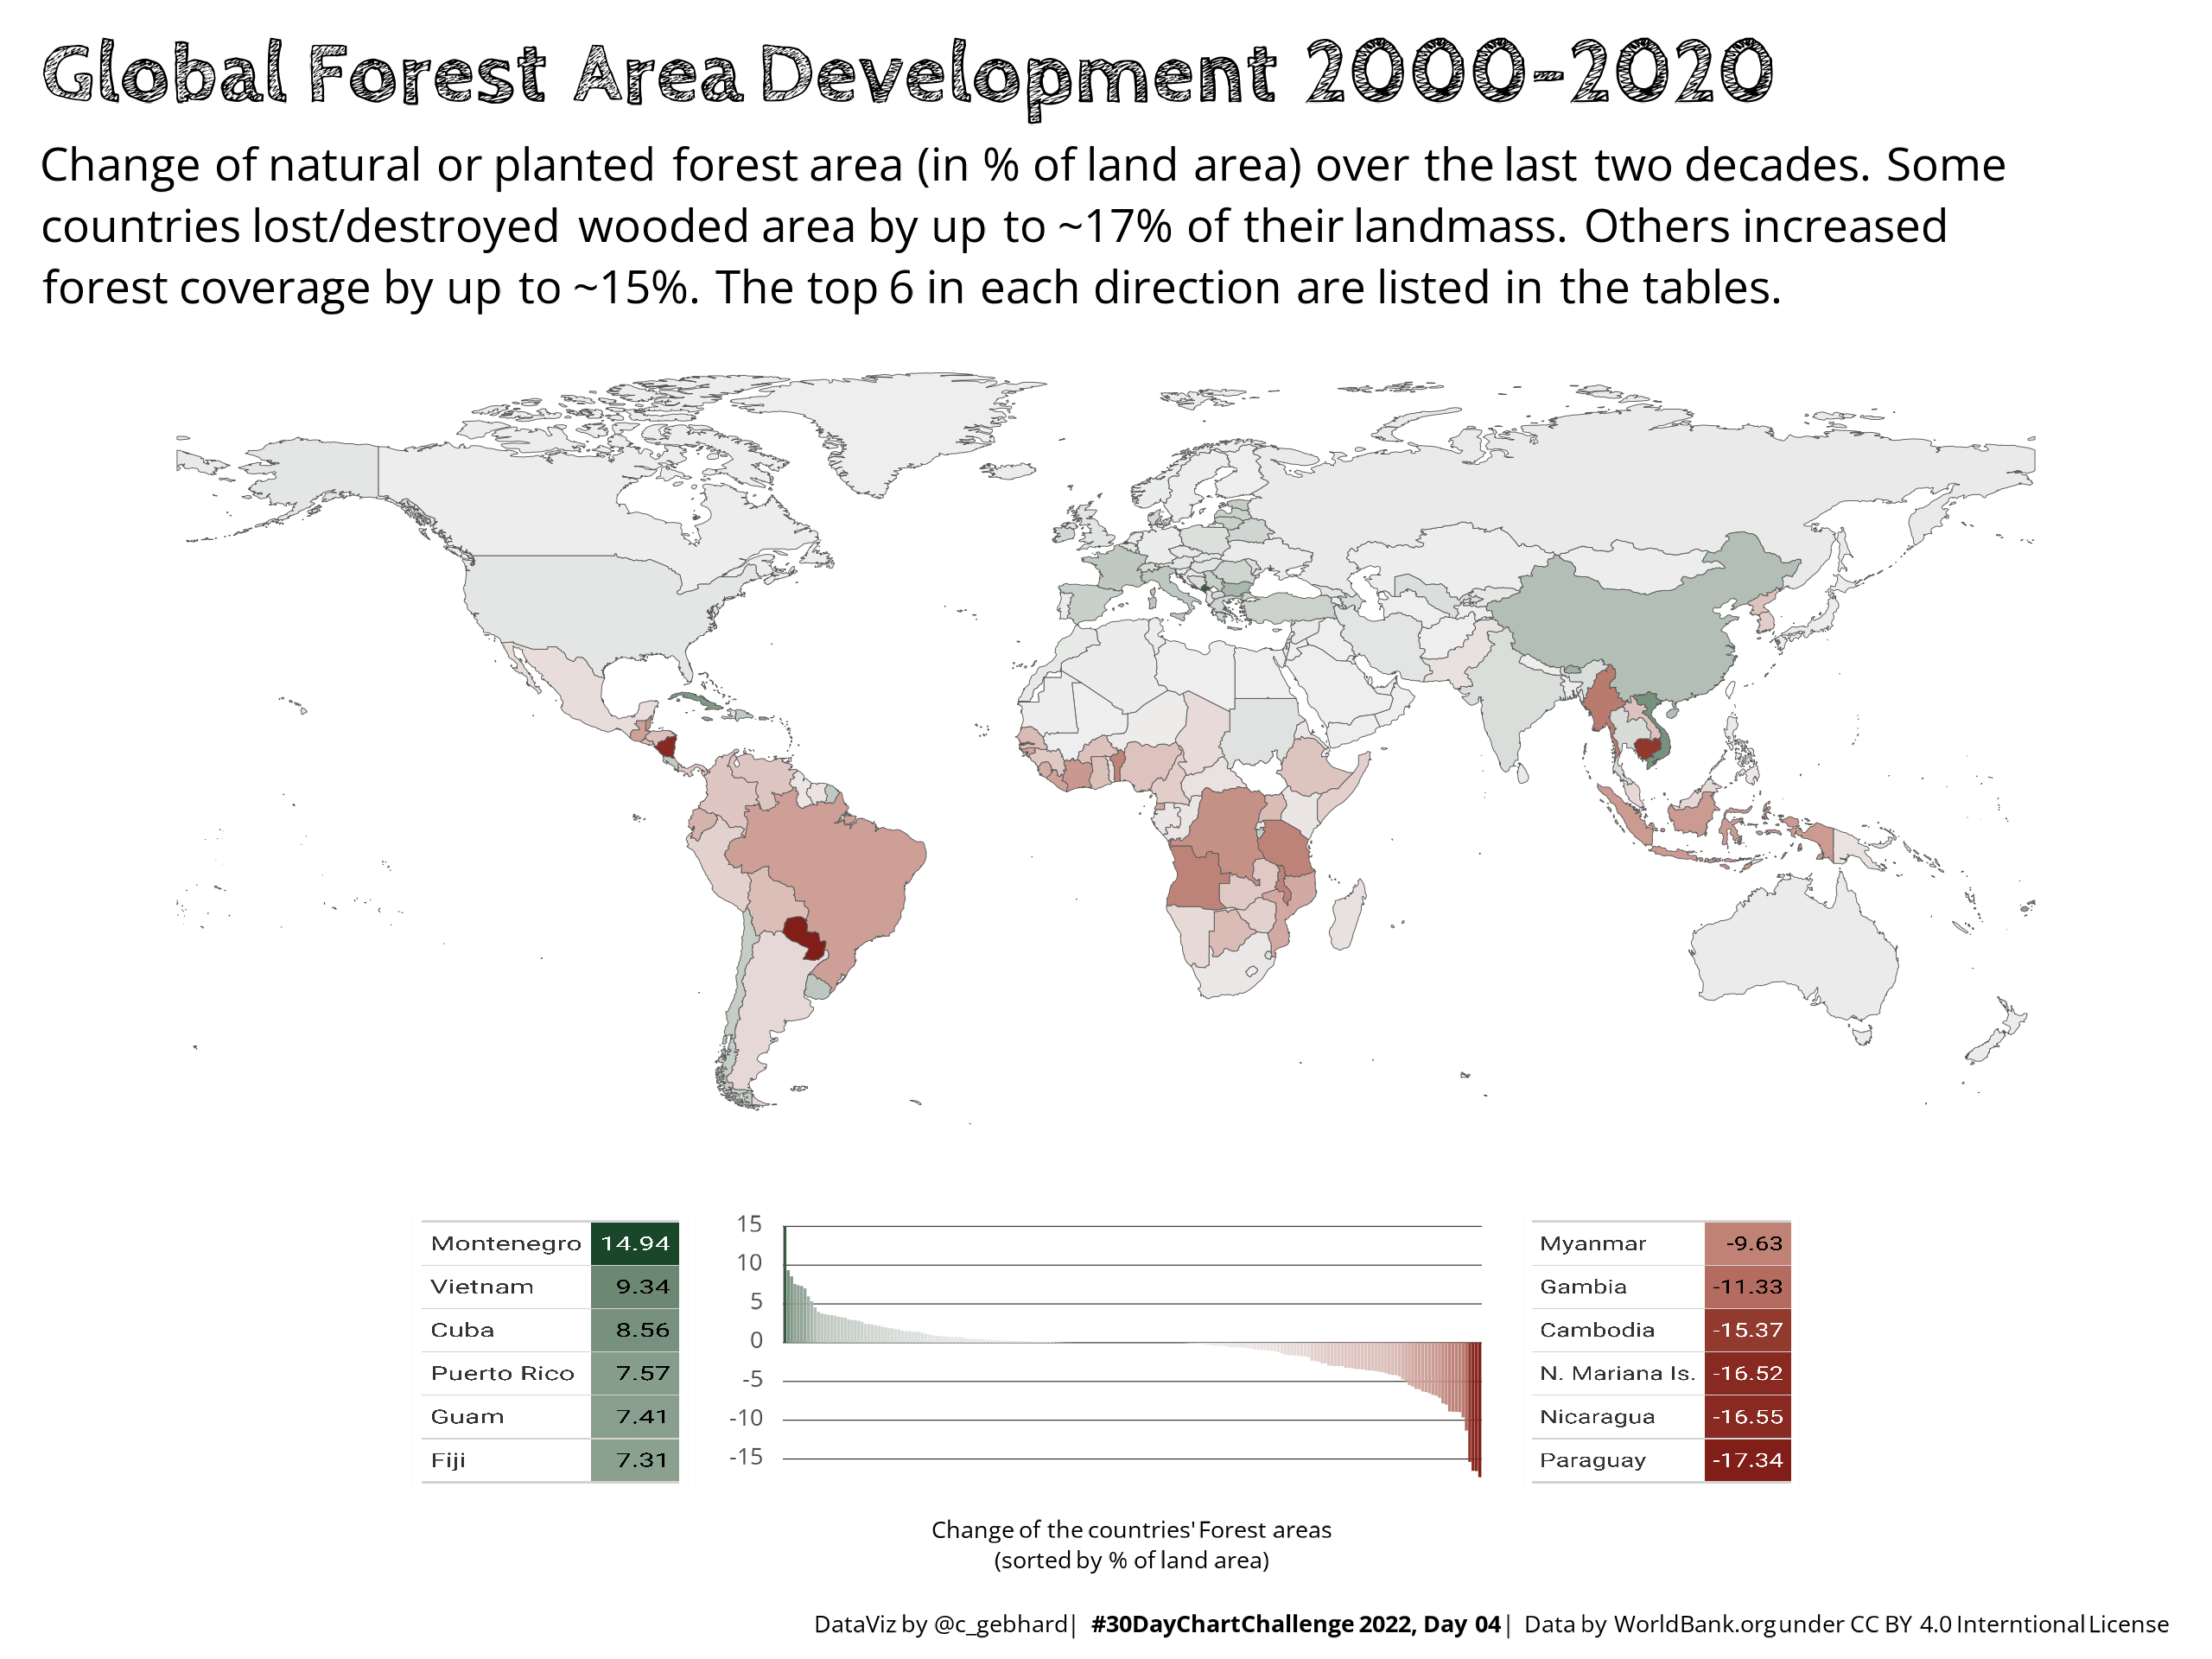 Global Forest Area Development 2000-2020
Change of natural or planted forest area (in % of land area) over the last two decades. Some
countries lost/destroyed wooded area by up to ~17% of their landmass. Others increased
forest coverage by up to ~15%. The top 6 in each direction are listed in the tables.
Montenegro 14.94
Vietnam 9.34
Cuba 8.56
Puerto Rico 7.57
Guam 7.41
Fiji 7.31
15
10
5
0
-5
-10
-15
Myanmar -9.63
Gambia -11.33
Cambodia -15.37
N. Mariana Is. -16.52
Nicaragua -16.55
Paraguay -17.34
Change of the countries' Forest areas
(sorted by % of land area)
DataViz by @c_gebhard| #30DayChartChallenge 2022, Day 04| Data by WorldBank.org under CC BY 4.0 Interntional License